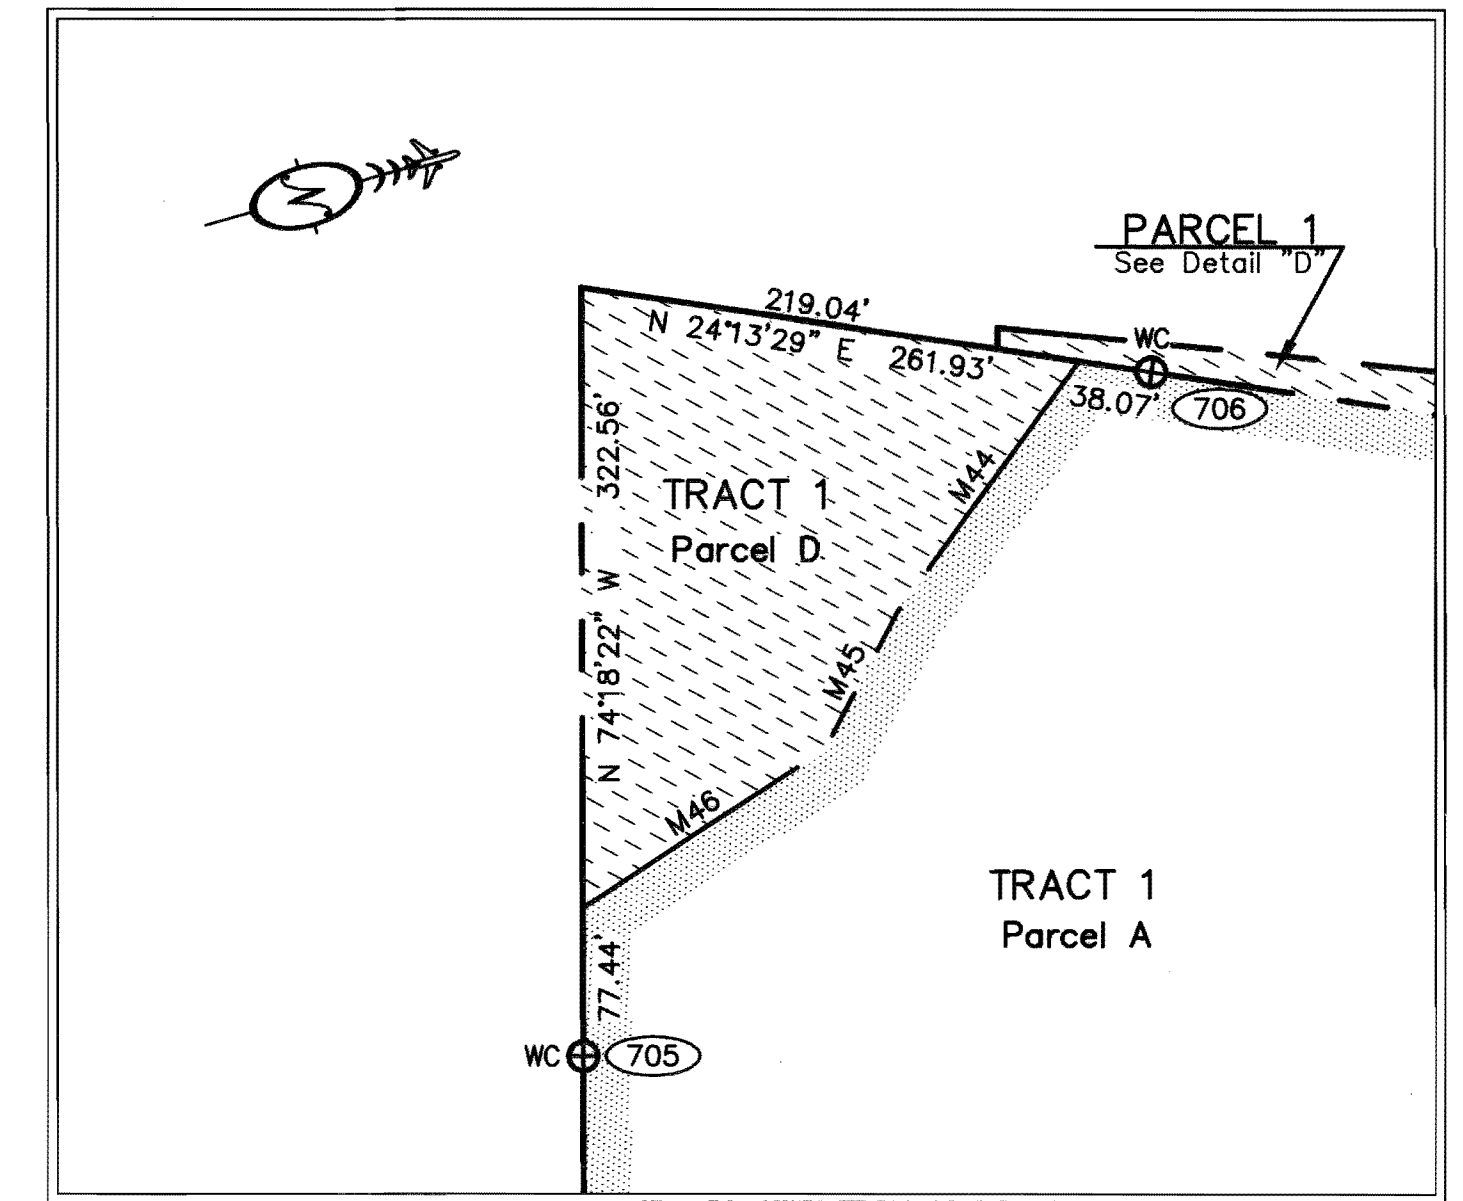 N
PARCEL 1
See Detail "D"
219.04'
N 24°13'29" E 261.93'
WC
38.07'
706
322.56'
N 74°18'22" W
TRACT 1
Parcel D
M44
M45
M46
TRACT 1
Parcel A
77.44'
WC
705